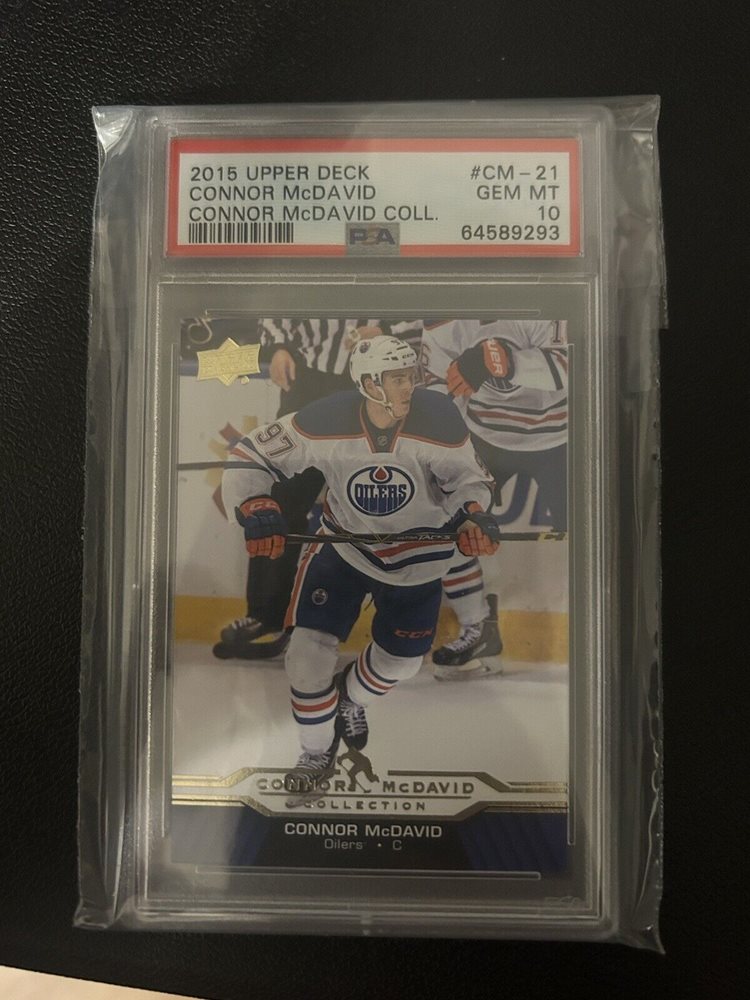 2015 UPPER DECK #CM-21
CONNOR McDAVID GEM MT
CONNOR McDAVID COLL. 10
PSA 64589293
97
OILERS
CCM
CONNOR McDAVID
COLLECTION
CONNOR McDAVID
Oilers • C